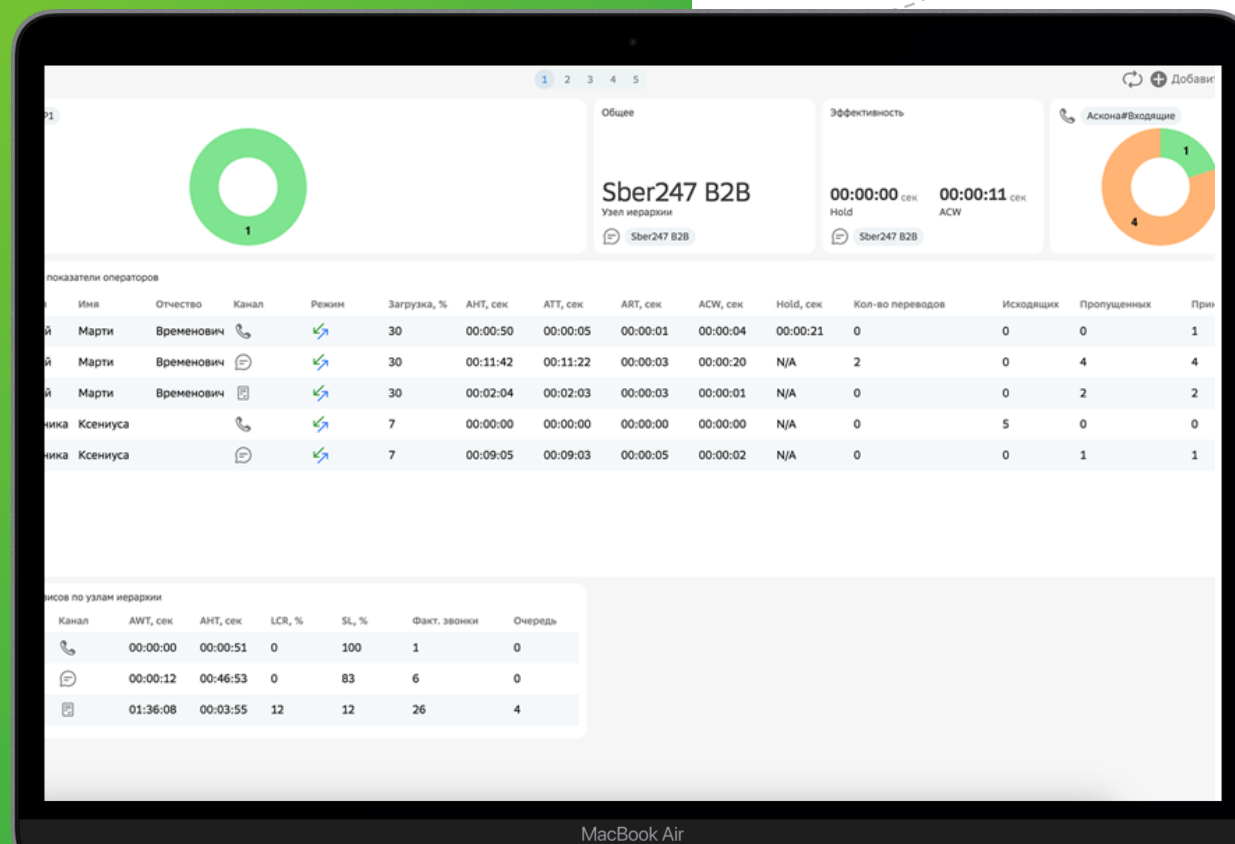 1 2 3 4 5
Добавит
P1
1
Общее
Sber247 B2B
Узел иерархии
Sber247 B2B
Эффективность
00:00:00 сек 00:00:11 сек
Hold ACW
Sber247 B2B
Аскона#Входящие
1
4
показатели операторов
Имя Отчество Канал Режим Загрузка, % AHT, сек ATT, сек ART, сек ACW, сек Hold, сек Кол-во переводов Исходящих Пропущенных При
й Марти Временович 30 00:00:50 00:00:05 00:00:01 00:00:04 00:00:21 0 0 0 1
й Марти Временович 30 00:11:42 00:11:22 00:00:03 00:00:20 N/A 2 0 4 4
й Марти Временович 30 00:02:04 00:02:03 00:00:03 00:00:01 N/A 0 0 2 2
ника Ксениуса 7 00:00:00 00:00:00 00:00:00 00:00:00 N/A 0 5 0 0
ника Ксениуса 7 00:09:05 00:09:03 00:00:05 00:00:02 N/A 0 0 1 1
висов по узлам иерархии
Канал AWT, сек AHT, сек LCR, % SL, % Факт. звонки Очередь
00:00:00 00:00:51 0 100 1 0
00:00:12 00:46:53 0 83 6 0
01:36:08 00:03:55 12 12 26 4
MacBook Air